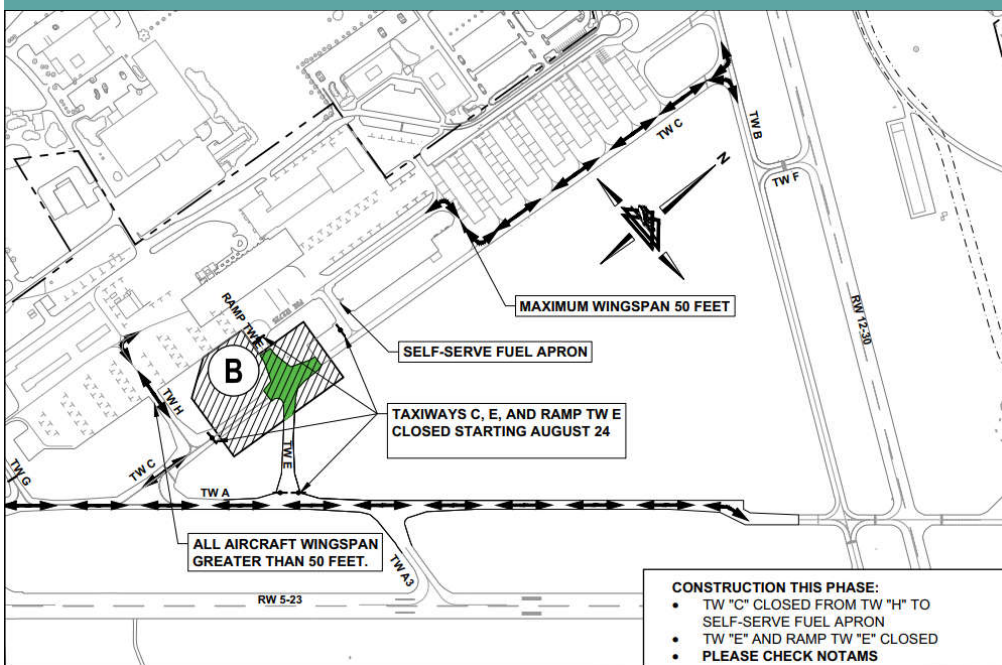 TW B
TW C
TW F
N
RW 12-30
MAXIMUM WINGSPAN 50 FEET
RAMP TW E
SELF-SERVE FUEL APRON
B
TAXIWAYS C, E, AND RAMP TW E
CLOSED STARTING AUGUST 24
TW H
TW E
TW C
TW G
TW A
ALL AIRCRAFT WINGSPAN
GREATER THAN 50 FEET.
TW A3
RW 5-23
CONSTRUCTION THIS PHASE:
• TW "C" CLOSED FROM TW "H" TO
SELF-SERVE FUEL APRON
• TW "E" AND RAMP TW "E" CLOSED
• PLEASE CHECK NOTAMS